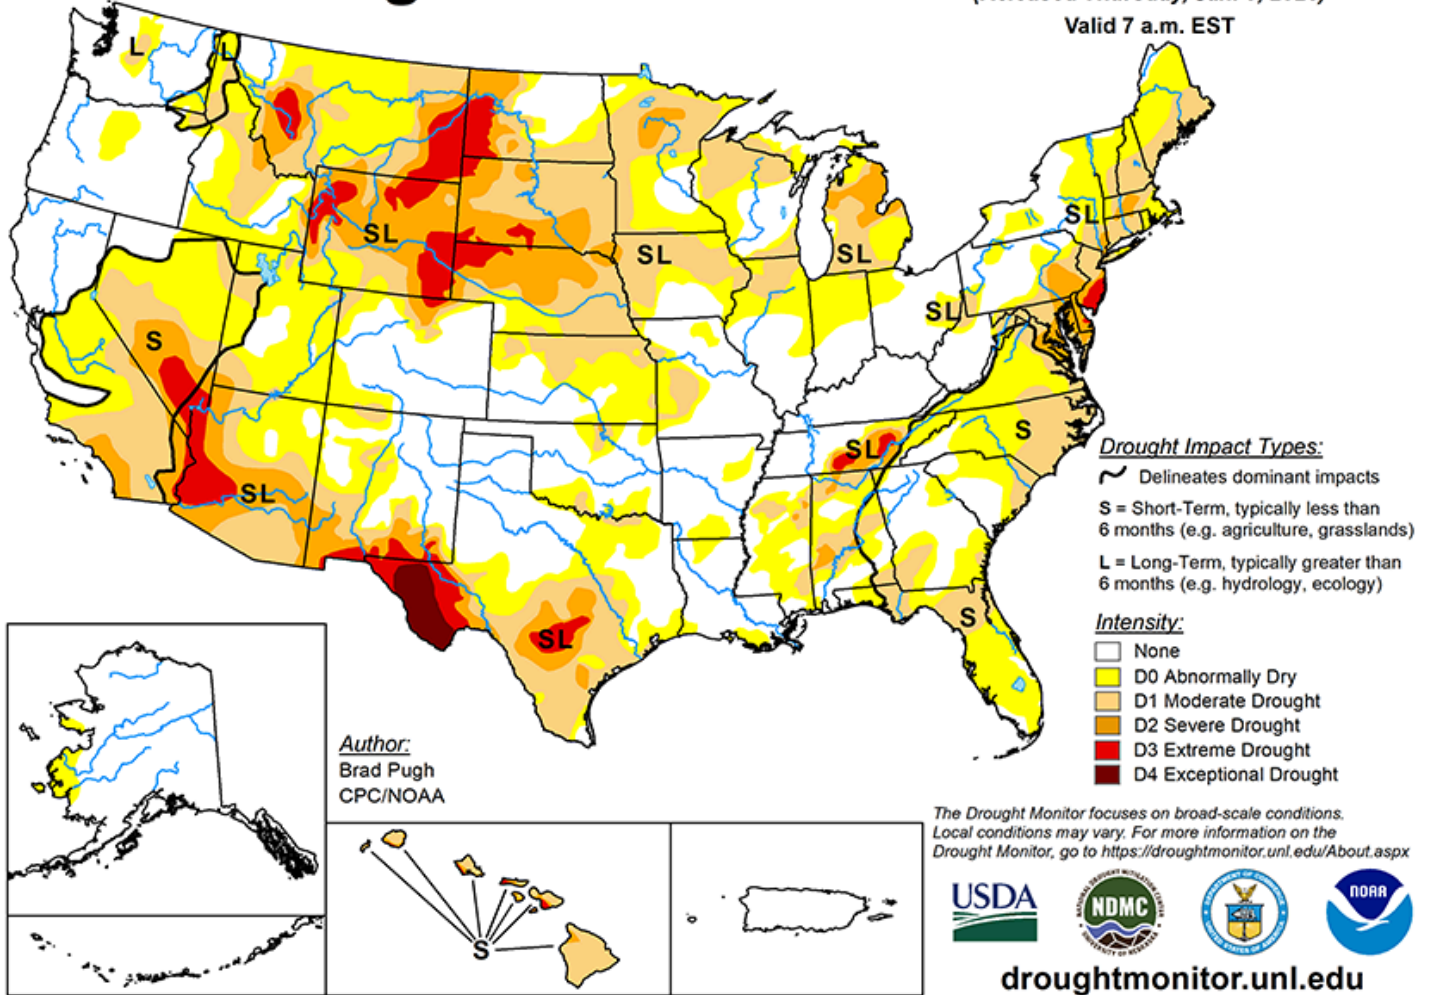 Valid 7 a.m. EST
L
L
SL
SL
SL
SL
SL
S
S
SL
SL
SL
S
SL
Drought Impact Types:
Delineates dominant impacts
S = Short-Term, typically less than
6 months (e.g. agriculture, grasslands)
L = Long-Term, typically greater than
6 months (e.g. hydrology, ecology)
Intensity:
None
D0 Abnormally Dry
D1 Moderate Drought
D2 Severe Drought
D3 Extreme Drought
D4 Exceptional Drought
Author:
Brad Pugh
CPC/NOAA
S
The Drought Monitor focuses on broad-scale conditions.
Local conditions may vary. For more information on the
Drought Monitor, go to https://droughtmonitor.unl.edu/About.aspx
USDA
NDMC
NOAA
droughtmonitor.unl.edu